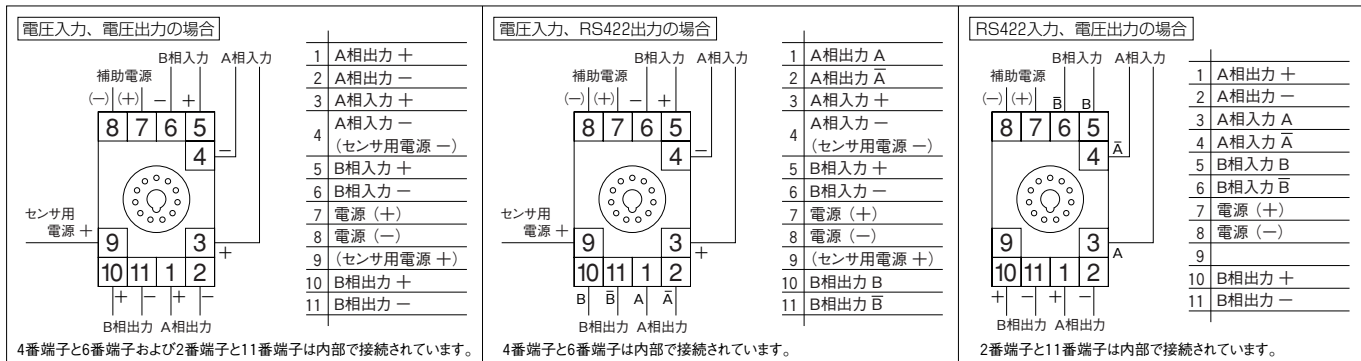 電圧入力、電圧出力の場合
B相入力 A相入力
補助電源
(−) (+) − +
8 7 6 5
4 −
センサ用
電源 +
9 3
+
10 11 1 2
+ − + −
B相出力 A相出力
1 A相出力 +
2 A相出力 −
3 A相入力 +
4 A相入力 −
(センサ用電源 −)
5 B相入力 +
6 B相入力 −
7 電源 (+)
8 電源 (−)
9 (センサ用電源 +)
10 B相出力 +
11 B相出力 −
4番端子と6番端子および2番端子と11番端子は内部で接続されています。
電圧入力、RS422出力の場合
B相入力 A相入力
補助電源
(−) (+) − +
8 7 6 5
4 −
センサ用
電源 +
9 3
+
10 11 1 2
B B̅ A A̅
B相出力 A相出力
1 A相出力 A
2 A相出力 A̅
3 A相入力 +
4 A相入力 −
(センサ用電源 −)
5 B相入力 +
6 B相入力 −
7 電源 (+)
8 電源 (−)
9 (センサ用電源 +)
10 B相出力 B
11 B相出力 B̅
4番端子と6番端子は内部で接続されています。
RS422入力、電圧出力の場合
B相入力 A相入力
補助電源
(−) (+) B̅ B
8 7 6 5
4 A̅
9 3
A
10 11 1 2
+ − + −
B相出力 A相出力
1 A相出力 +
2 A相出力 −
3 A相入力 A
4 A相入力 A̅
5 B相入力 B
6 B相入力 B̅
7 電源 (+)
8 電源 (−)
9
10 B相出力 +
11 B相出力 −
2番端子と11番端子は内部で接続されています。